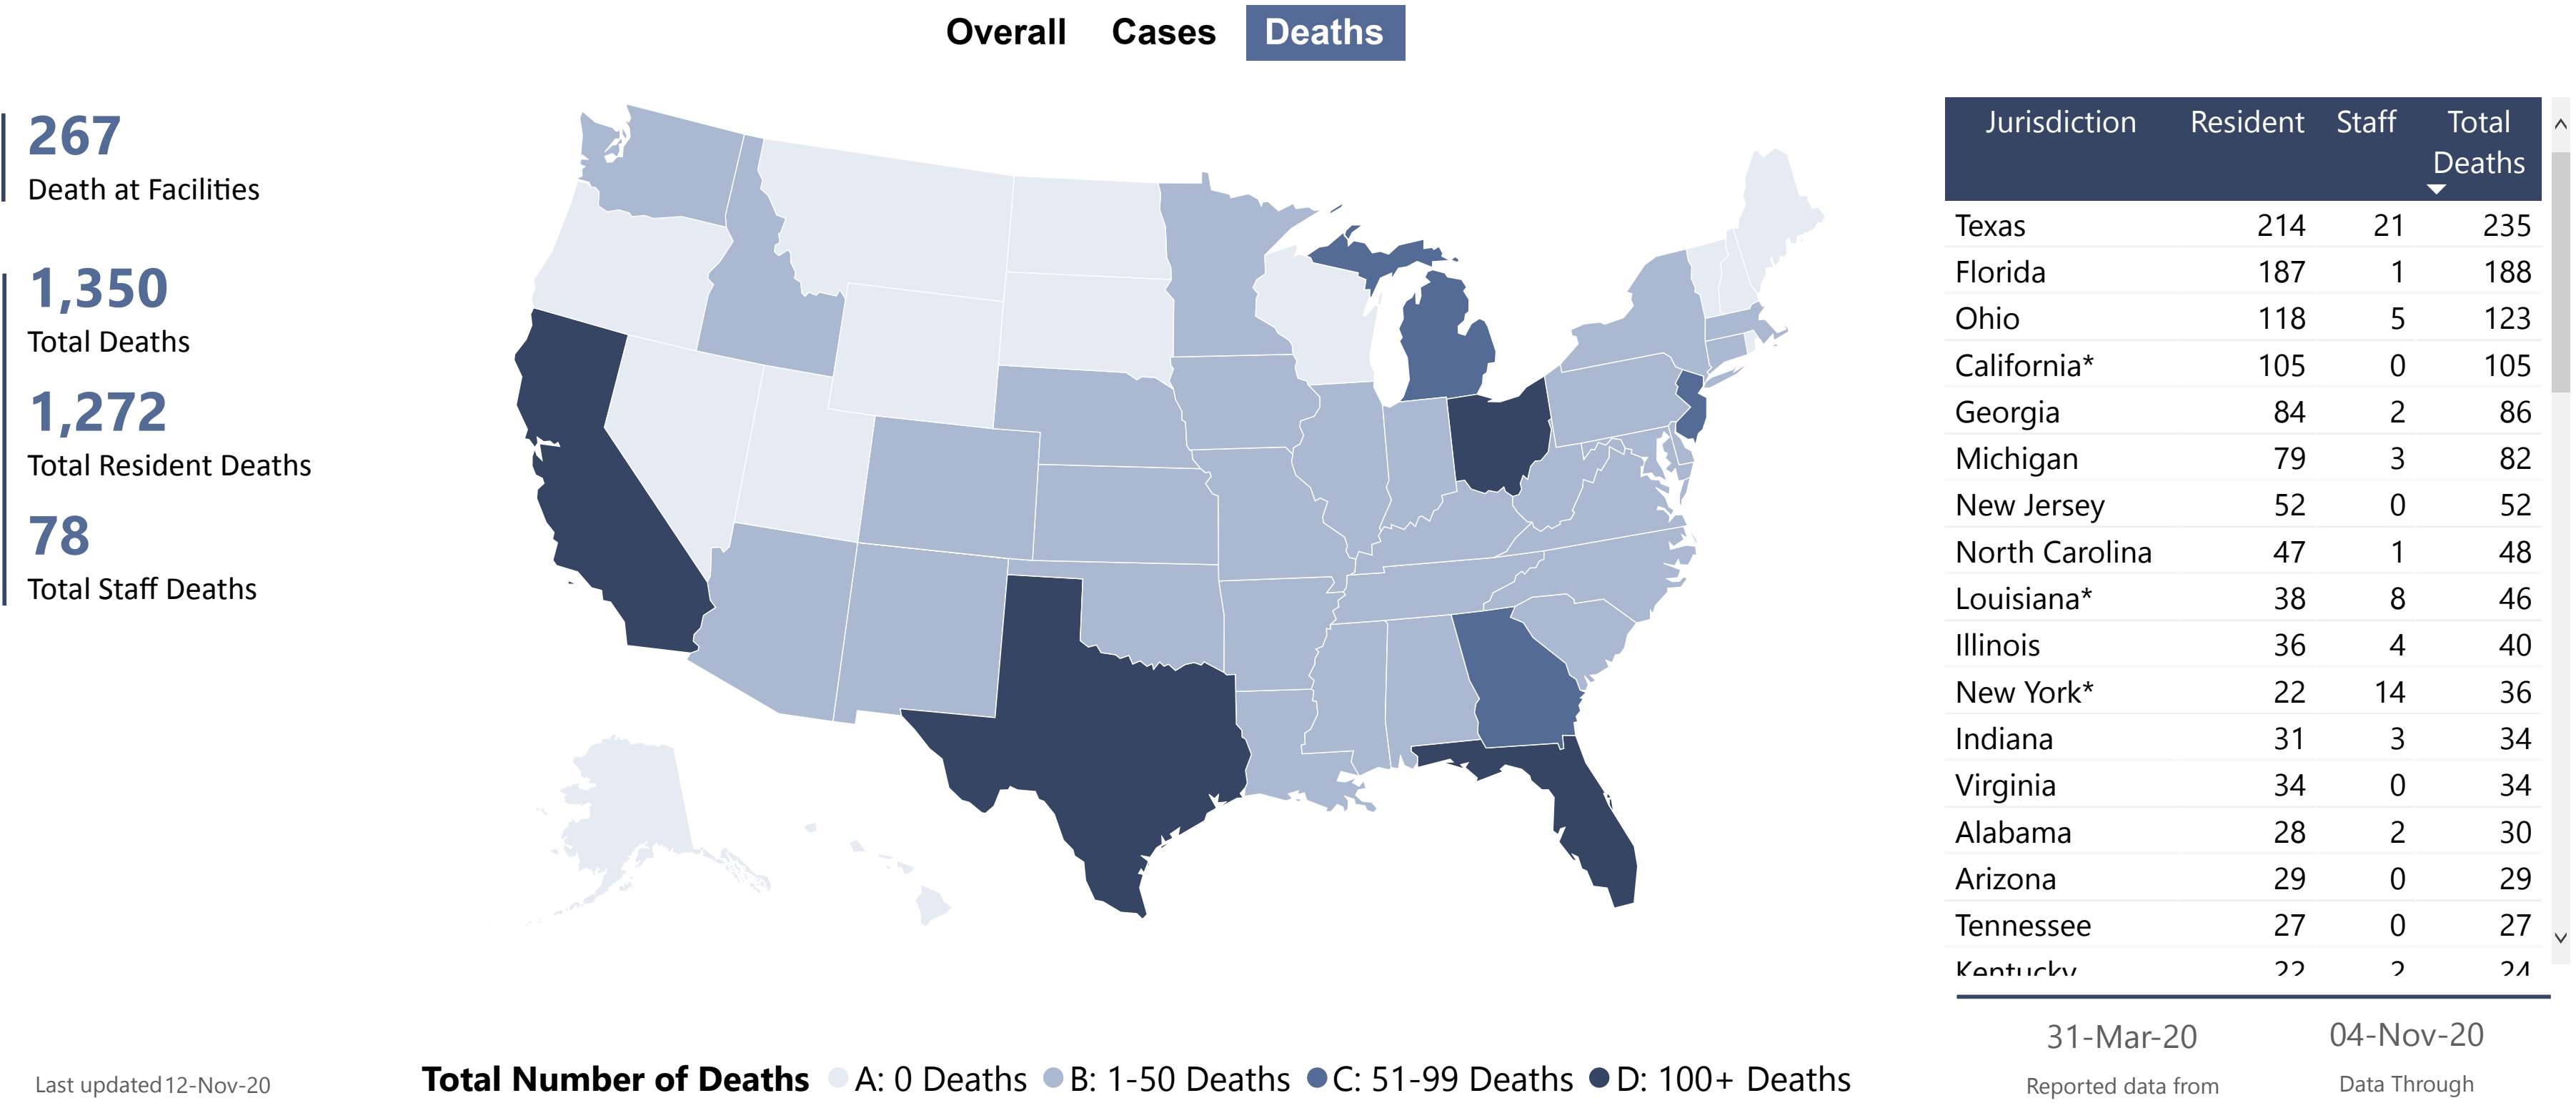 Overall Cases Deaths
267
Death at Facilities
1,350
Total Deaths
1,272
Total Resident Deaths
78
Total Staff Deaths
Jurisdiction Resident Staff Total Deaths
Texas 214 21 235
Florida 187 1 188
Ohio 118 5 123
California* 105 0 105
Georgia 84 2 86
Michigan 79 3 82
New Jersey 52 0 52
North Carolina 47 1 48
Louisiana* 38 8 46
Illinois 36 4 40
New York* 22 14 36
Indiana 31 3 34
Virginia 34 0 34
Alabama 28 2 30
Arizona 29 0 29
Tennessee 27 0 27
Kentucky 22 2 24
31-Mar-20 04-Nov-20
Reported data from Data Through
Total Number of Deaths A: 0 Deaths B: 1-50 Deaths C: 51-99 Deaths D: 100+ Deaths
Last updated 12-Nov-20